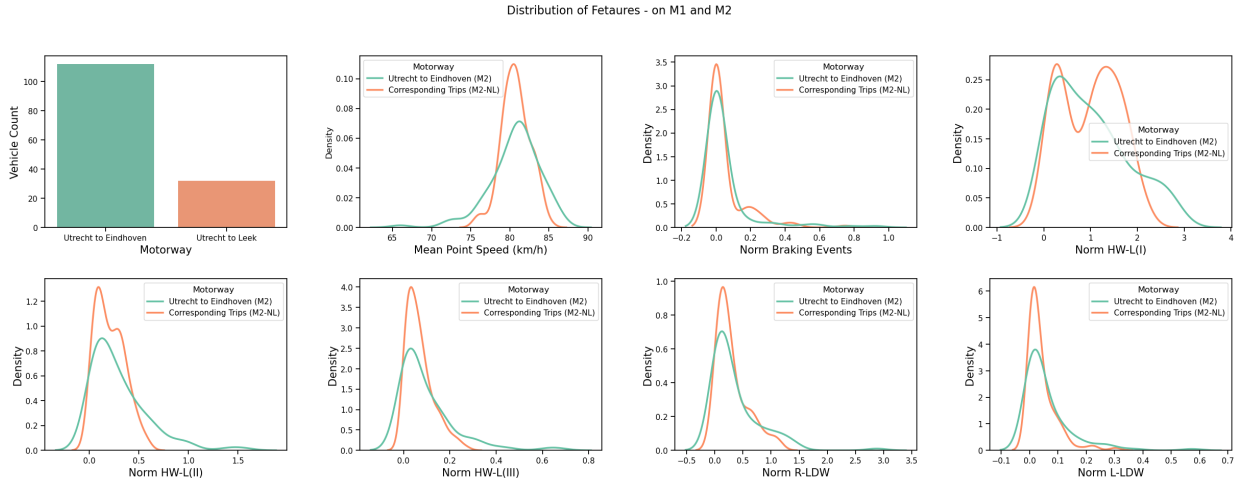 Distribution of Fetaures - on M1 and M2
Vehicle Count
100
80
60
40
20
0
Utrecht to Eindhoven
Utrecht to Leek
Motorway
Density
0.10
0.08
0.06
0.04
0.02
0.00
Motorway
Utrecht to Eindhoven (M2)
Corresponding Trips (M2-NL)
65
70
75
80
85
90
Mean Point Speed (km/h)
Density
3.5
3.0
2.5
2.0
1.5
1.0
0.5
0.0
Motorway
Utrecht to Eindhoven (M2)
Corresponding Trips (M2-NL)
−0.2
0.0
0.2
0.4
0.6
0.8
1.0
Norm Braking Events
Density
0.25
0.20
0.15
0.10
0.05
0.00
Motorway
Utrecht to Eindhoven (M2)
Corresponding Trips (M2-NL)
−1
0
1
2
3
4
Norm HW-L(I)
Density
1.2
1.0
0.8
0.6
0.4
0.2
0.0
Motorway
Utrecht to Eindhoven (M2)
Corresponding Trips (M2-NL)
0.0
0.5
1.0
1.5
Norm HW-L(II)
Density
4.0
3.5
3.0
2.5
2.0
1.5
1.0
0.5
0.0
Motorway
Utrecht to Eindhoven (M2)
Corresponding Trips (M2-NL)
0.0
0.2
0.4
0.6
0.8
Norm HW-L(III)
Density
1.0
0.8
0.6
0.4
0.2
0.0
Motorway
Utrecht to Eindhoven (M2)
Corresponding Trips (M2-NL)
−0.5
0.0
0.5
1.0
1.5
2.0
2.5
3.0
3.5
Norm R-LDW
Density
6
5
4
3
2
1
0
Motorway
Utrecht to Eindhoven (M2)
Corresponding Trips (M2-NL)
−0.1
0.0
0.1
0.2
0.3
0.4
0.5
0.6
0.7
Norm L-LDW